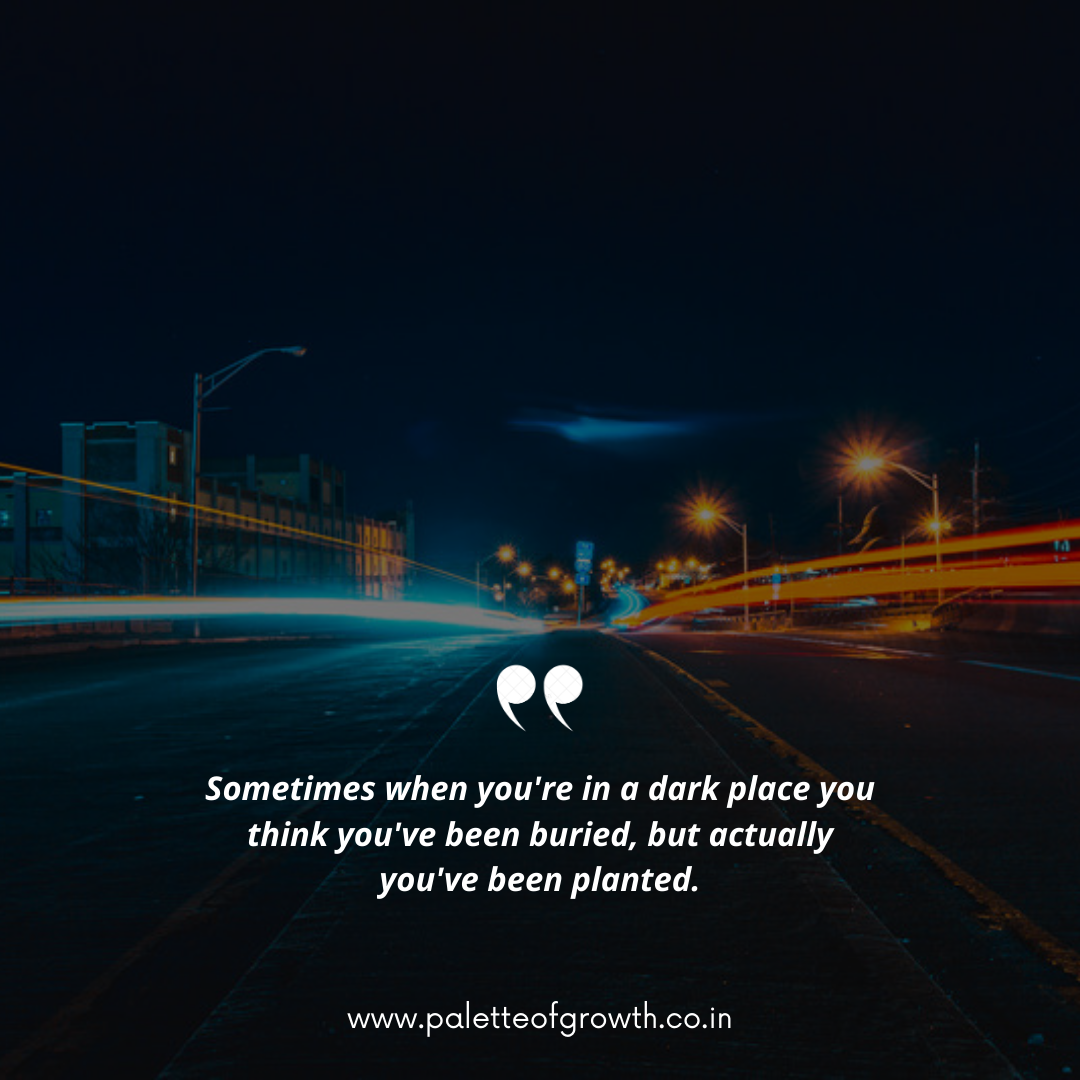 Sometimes when you're in a dark place you
think you've been buried, but actually
you've been planted.
www.paletteofgrowth.co.in